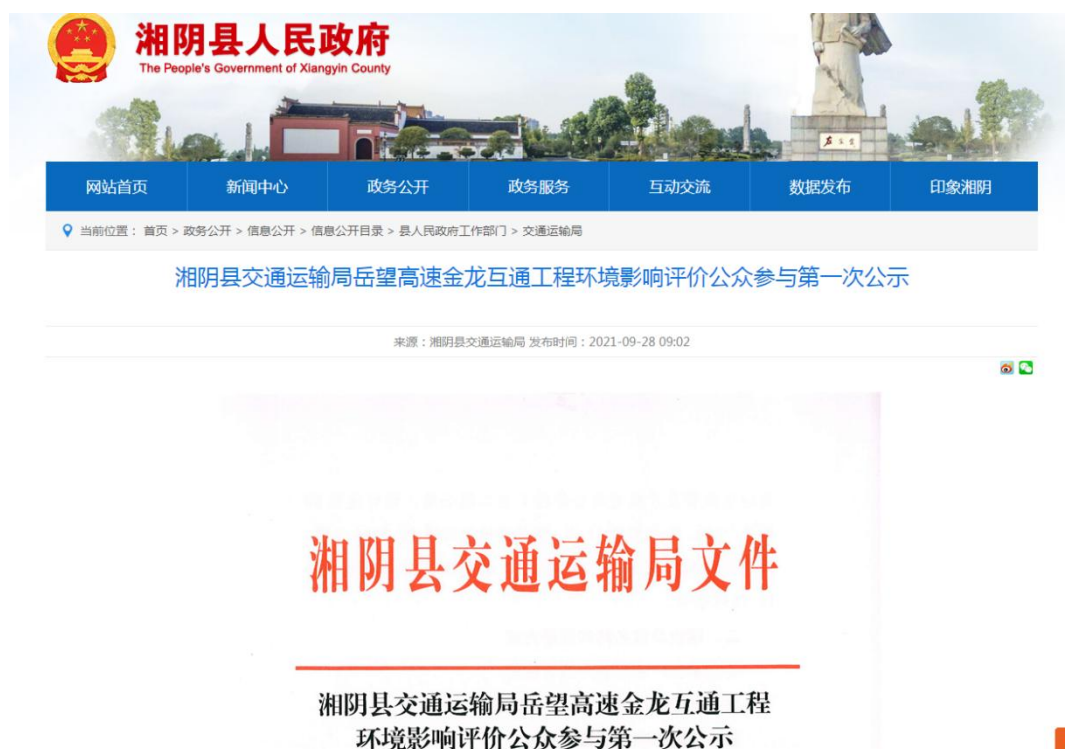 湘阴县人民政府
The People's Government of Xiangyin County
网站首页 新闻中心 政务公开 政务服务 互动交流 数据发布 印象湘阴
当前位置： 首页 > 政务公开 > 信息公开 > 信息公开目录 > 县人民政府工作部门 > 交通运输局
湘阴县交通运输局岳望高速金龙互通工程环境影响评价公众参与第一次公示
来源：湘阴县交通运输局 发布时间：2021-09-28 09:02
湘阴县交通运输局文件
湘阴县交通运输局岳望高速金龙互通工程
环境影响评价公众参与第一次公示